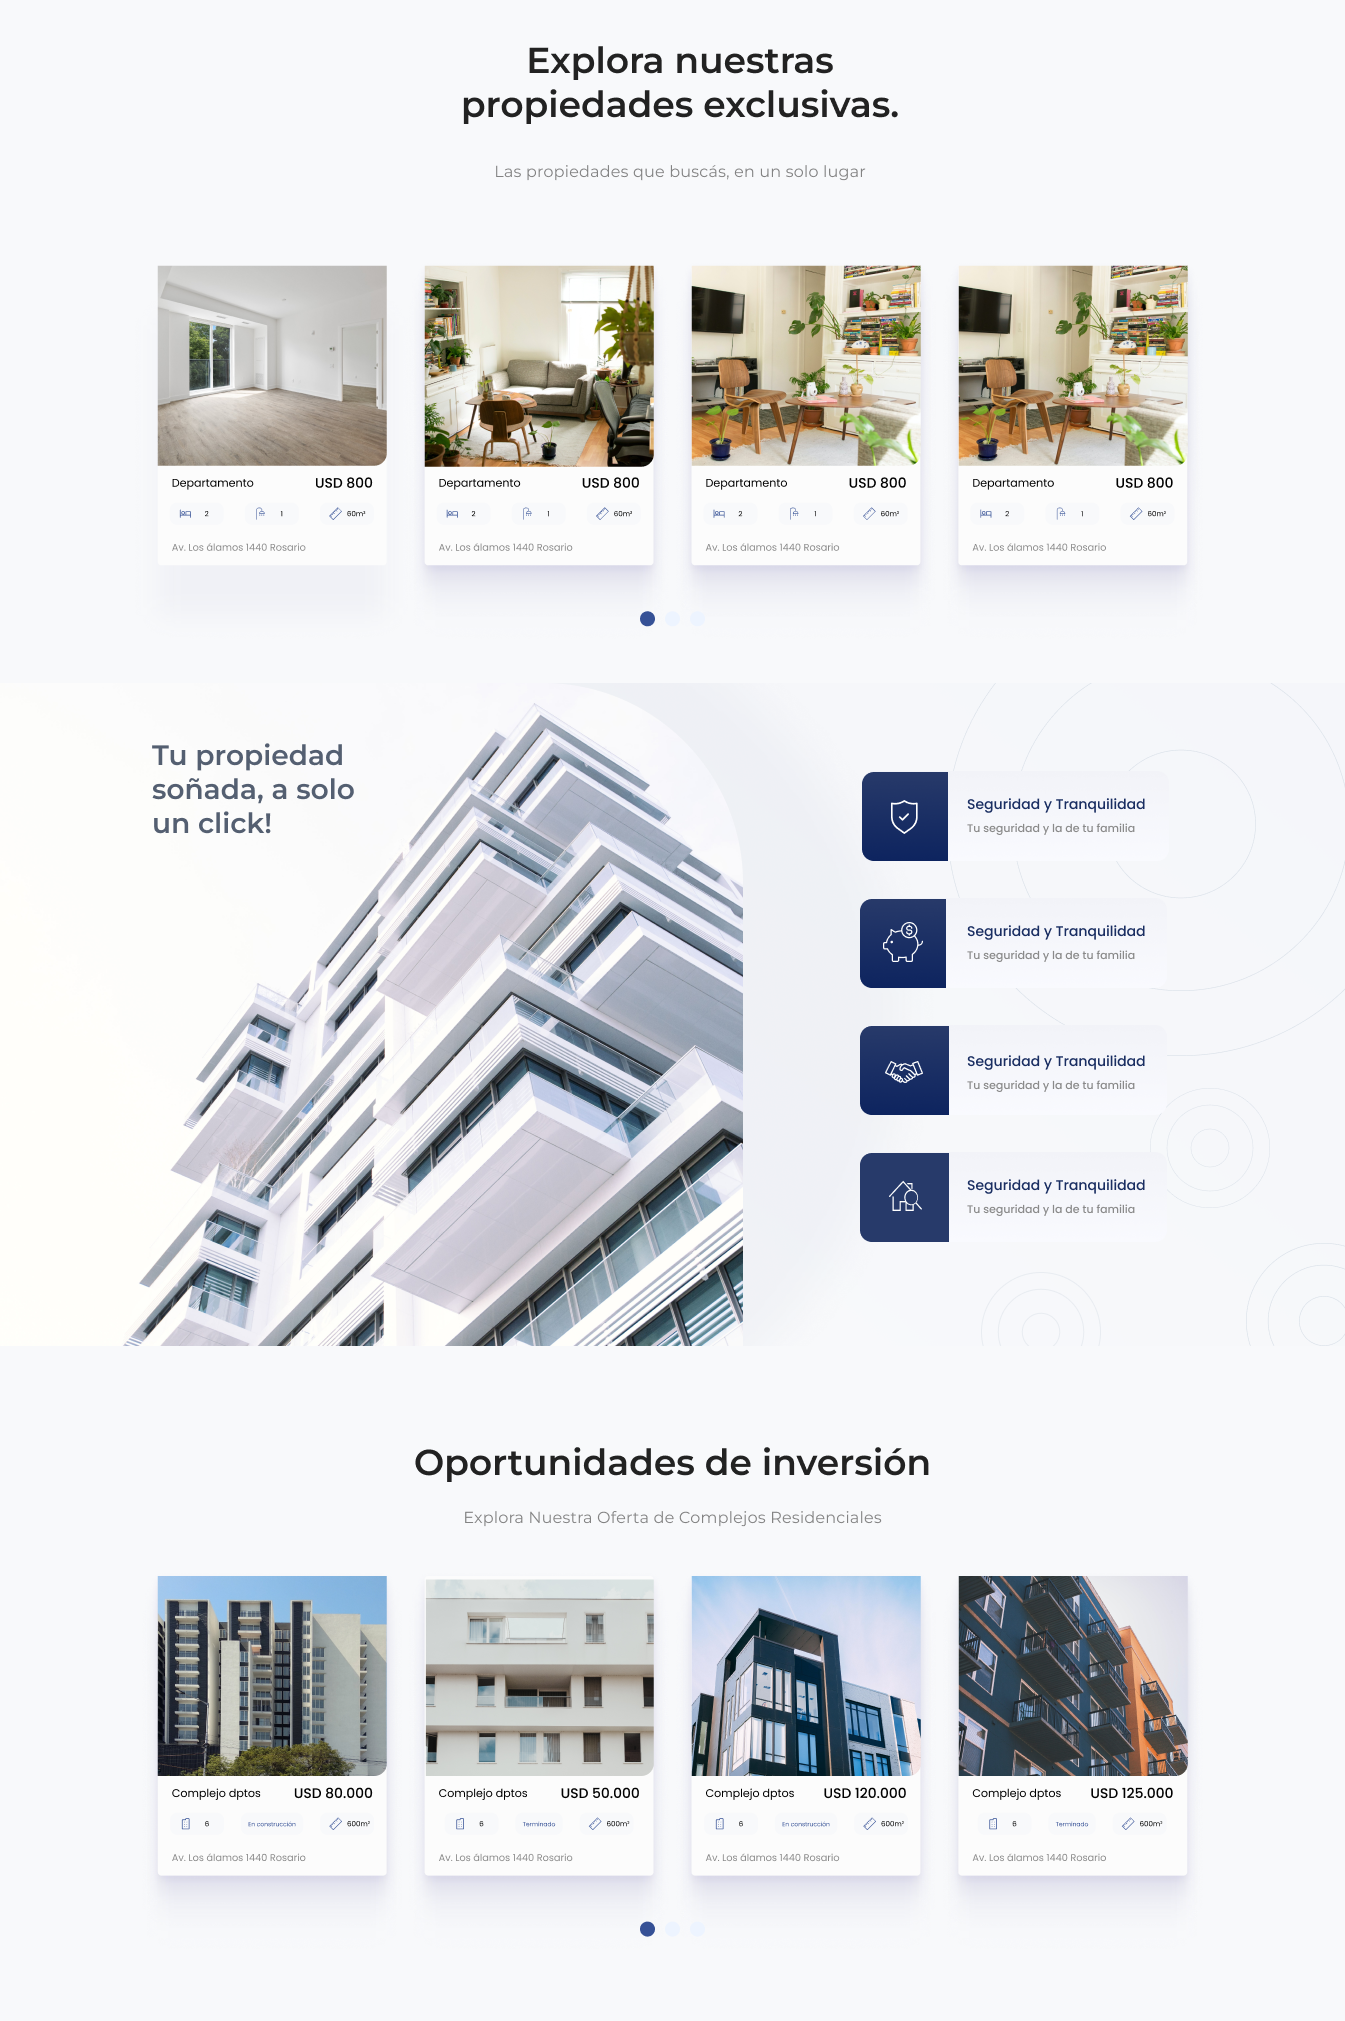 Explora nuestras
propiedades exclusivas.
Las propiedades que buscás, en un solo lugar
Departamento USD 800
2 1 60m²
Av. Los álamos 1440 Rosario
Departamento USD 800
2 1 60m²
Av. Los álamos 1440 Rosario
Departamento USD 800
2 1 60m²
Av. Los álamos 1440 Rosario
Departamento USD 800
2 1 60m²
Av. Los álamos 1440 Rosario
Tu propiedad
soñada, a solo
un click!
Seguridad y Tranquilidad
Tu seguridad y la de tu familia
Seguridad y Tranquilidad
Tu seguridad y la de tu familia
Seguridad y Tranquilidad
Tu seguridad y la de tu familia
Seguridad y Tranquilidad
Tu seguridad y la de tu familia
Oportunidades de inversión
Explora Nuestra Oferta de Complejos Residenciales
Complejo dptos USD 80.000
6 En construcción 600m²
Av. Los álamos 1440 Rosario
Complejo dptos USD 50.000
6 Terminado 600m²
Av. Los álamos 1440 Rosario
Complejo dptos USD 120.000
6 En construcción 600m²
Av. Los álamos 1440 Rosario
Complejo dptos USD 125.000
6 Terminado 600m²
Av. Los álamos 1440 Rosario